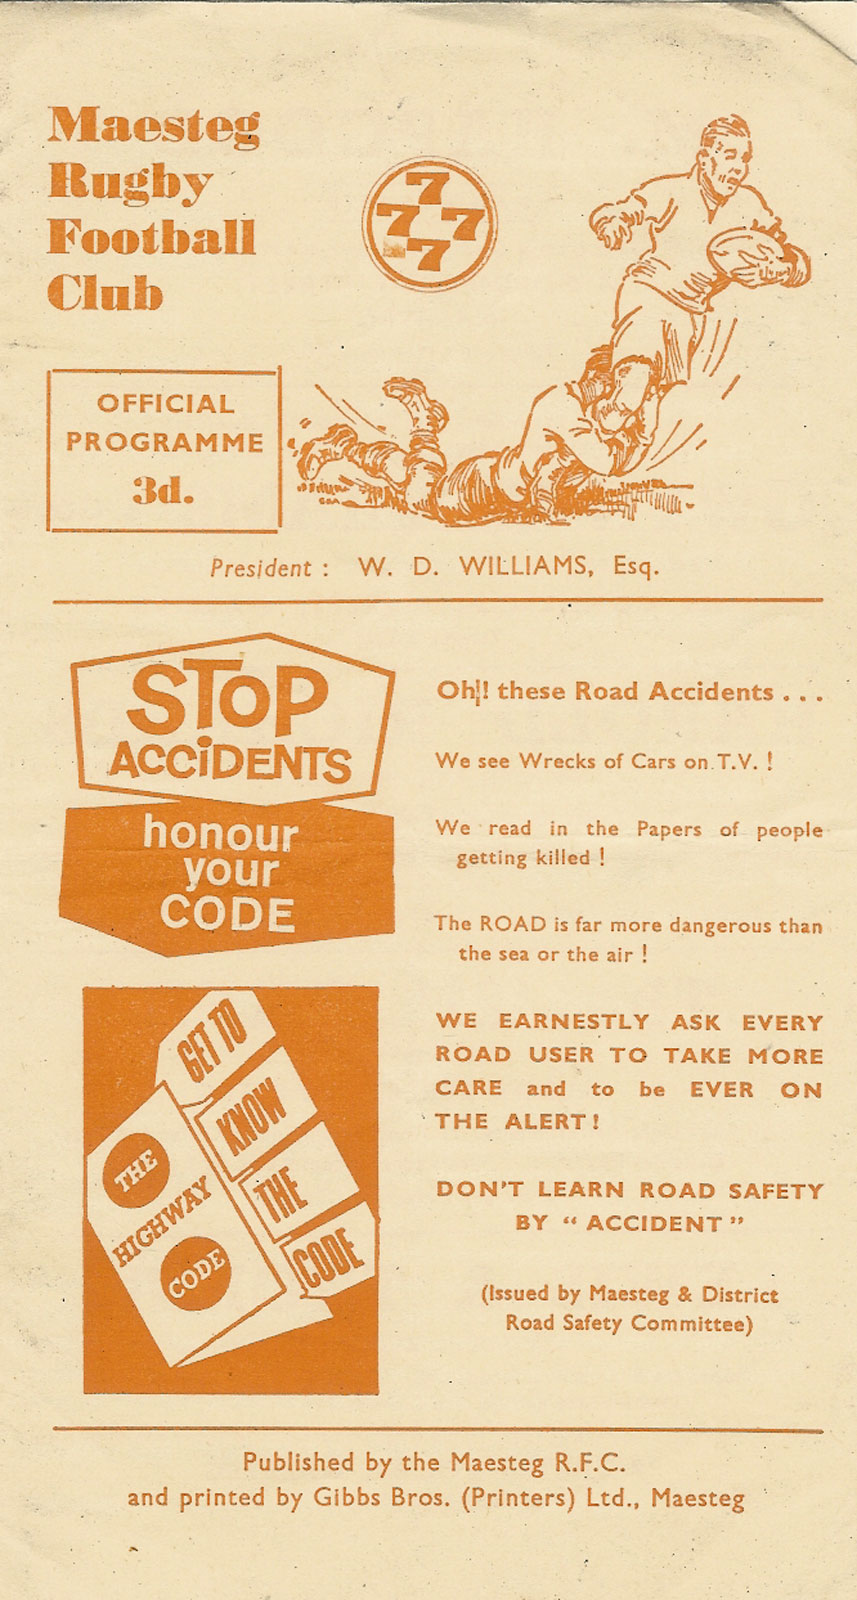 Maesteg
Rugby
Football
Club
7
7 7
7
OFFICIAL
PROGRAMME
3d.
President : W. D. WILLIAMS, Esq.
STOP
ACCiDENTS
honour
your
CODE
GET TO
KNOW
THE
CODE
THE
HIGHWAY
CODE
Oh!! these Road Accidents . . .
We see Wrecks of Cars on T.V. !
We read in the Papers of people
getting killed !
The ROAD is far more dangerous than
the sea or the air !
WE EARNESTLY ASK EVERY
ROAD USER TO TAKE MORE
CARE and to be EVER ON
THE ALERT!
DON'T LEARN ROAD SAFETY
BY “ ACCIDENT ”
(Issued by Maesteg & District
Road Safety Committee)
Published by the Maesteg R.F.C.
and printed by Gibbs Bros. (Printers) Ltd., Maesteg